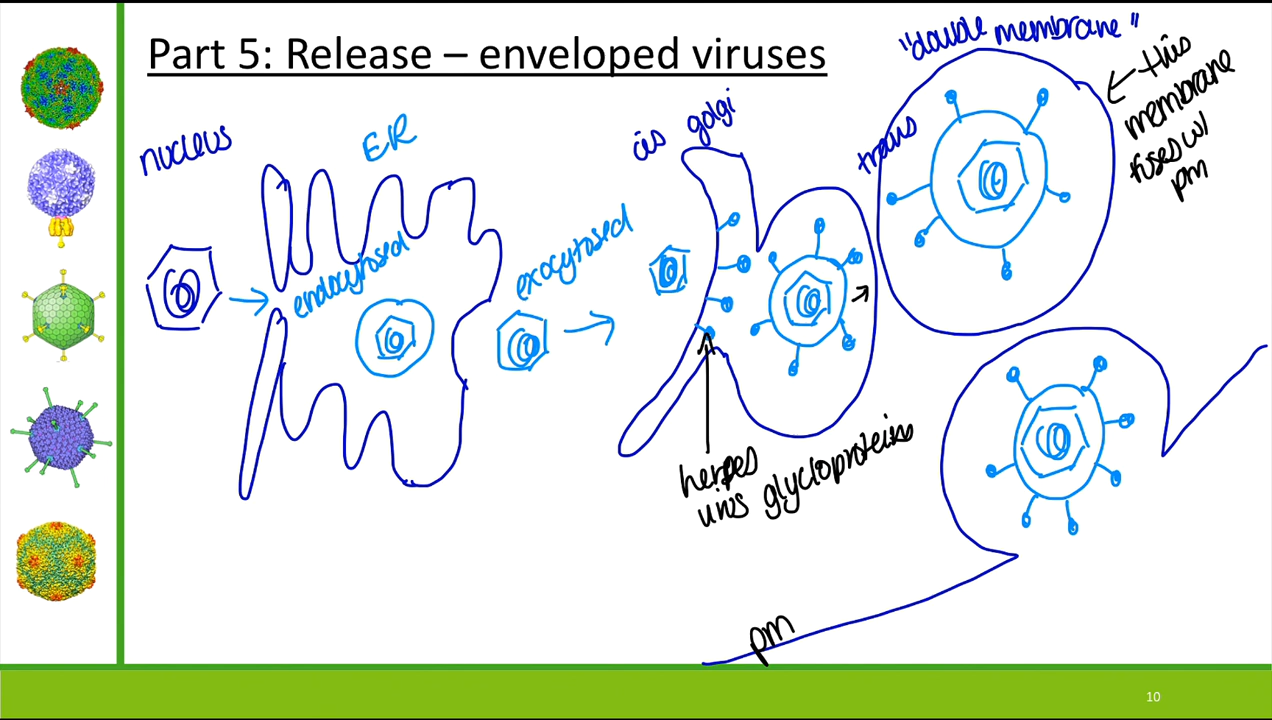 Part 5: Release – enveloped viruses
"double membrane"
← this
membrane
fuses w/
pm
nucleus
ER
cis golgi
trans
endocytosed
exocytosed
herpes
virus glycoproteins
pm
10